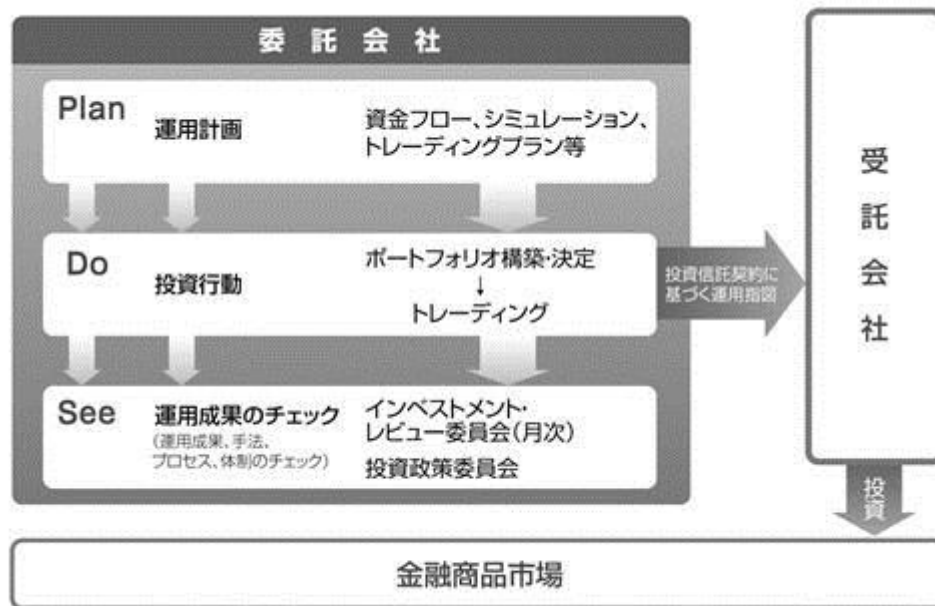 委託会社
Plan
運用計画
資金フロー、シミュレーション、
トレーディングプラン等
Do
投資行動
ポートフォリオ構築・決定
↓
トレーディング
投資信託契約に
基づく運用指図
See
運用成果のチェック
(運用成果、手法、
プロセス、体制のチェック)
インベストメント・
レビュー委員会(月次)
投資政策委員会
受託会社
投資
金融商品市場